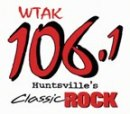 WTAK
106.1
Huntsville's
Classic ROCK